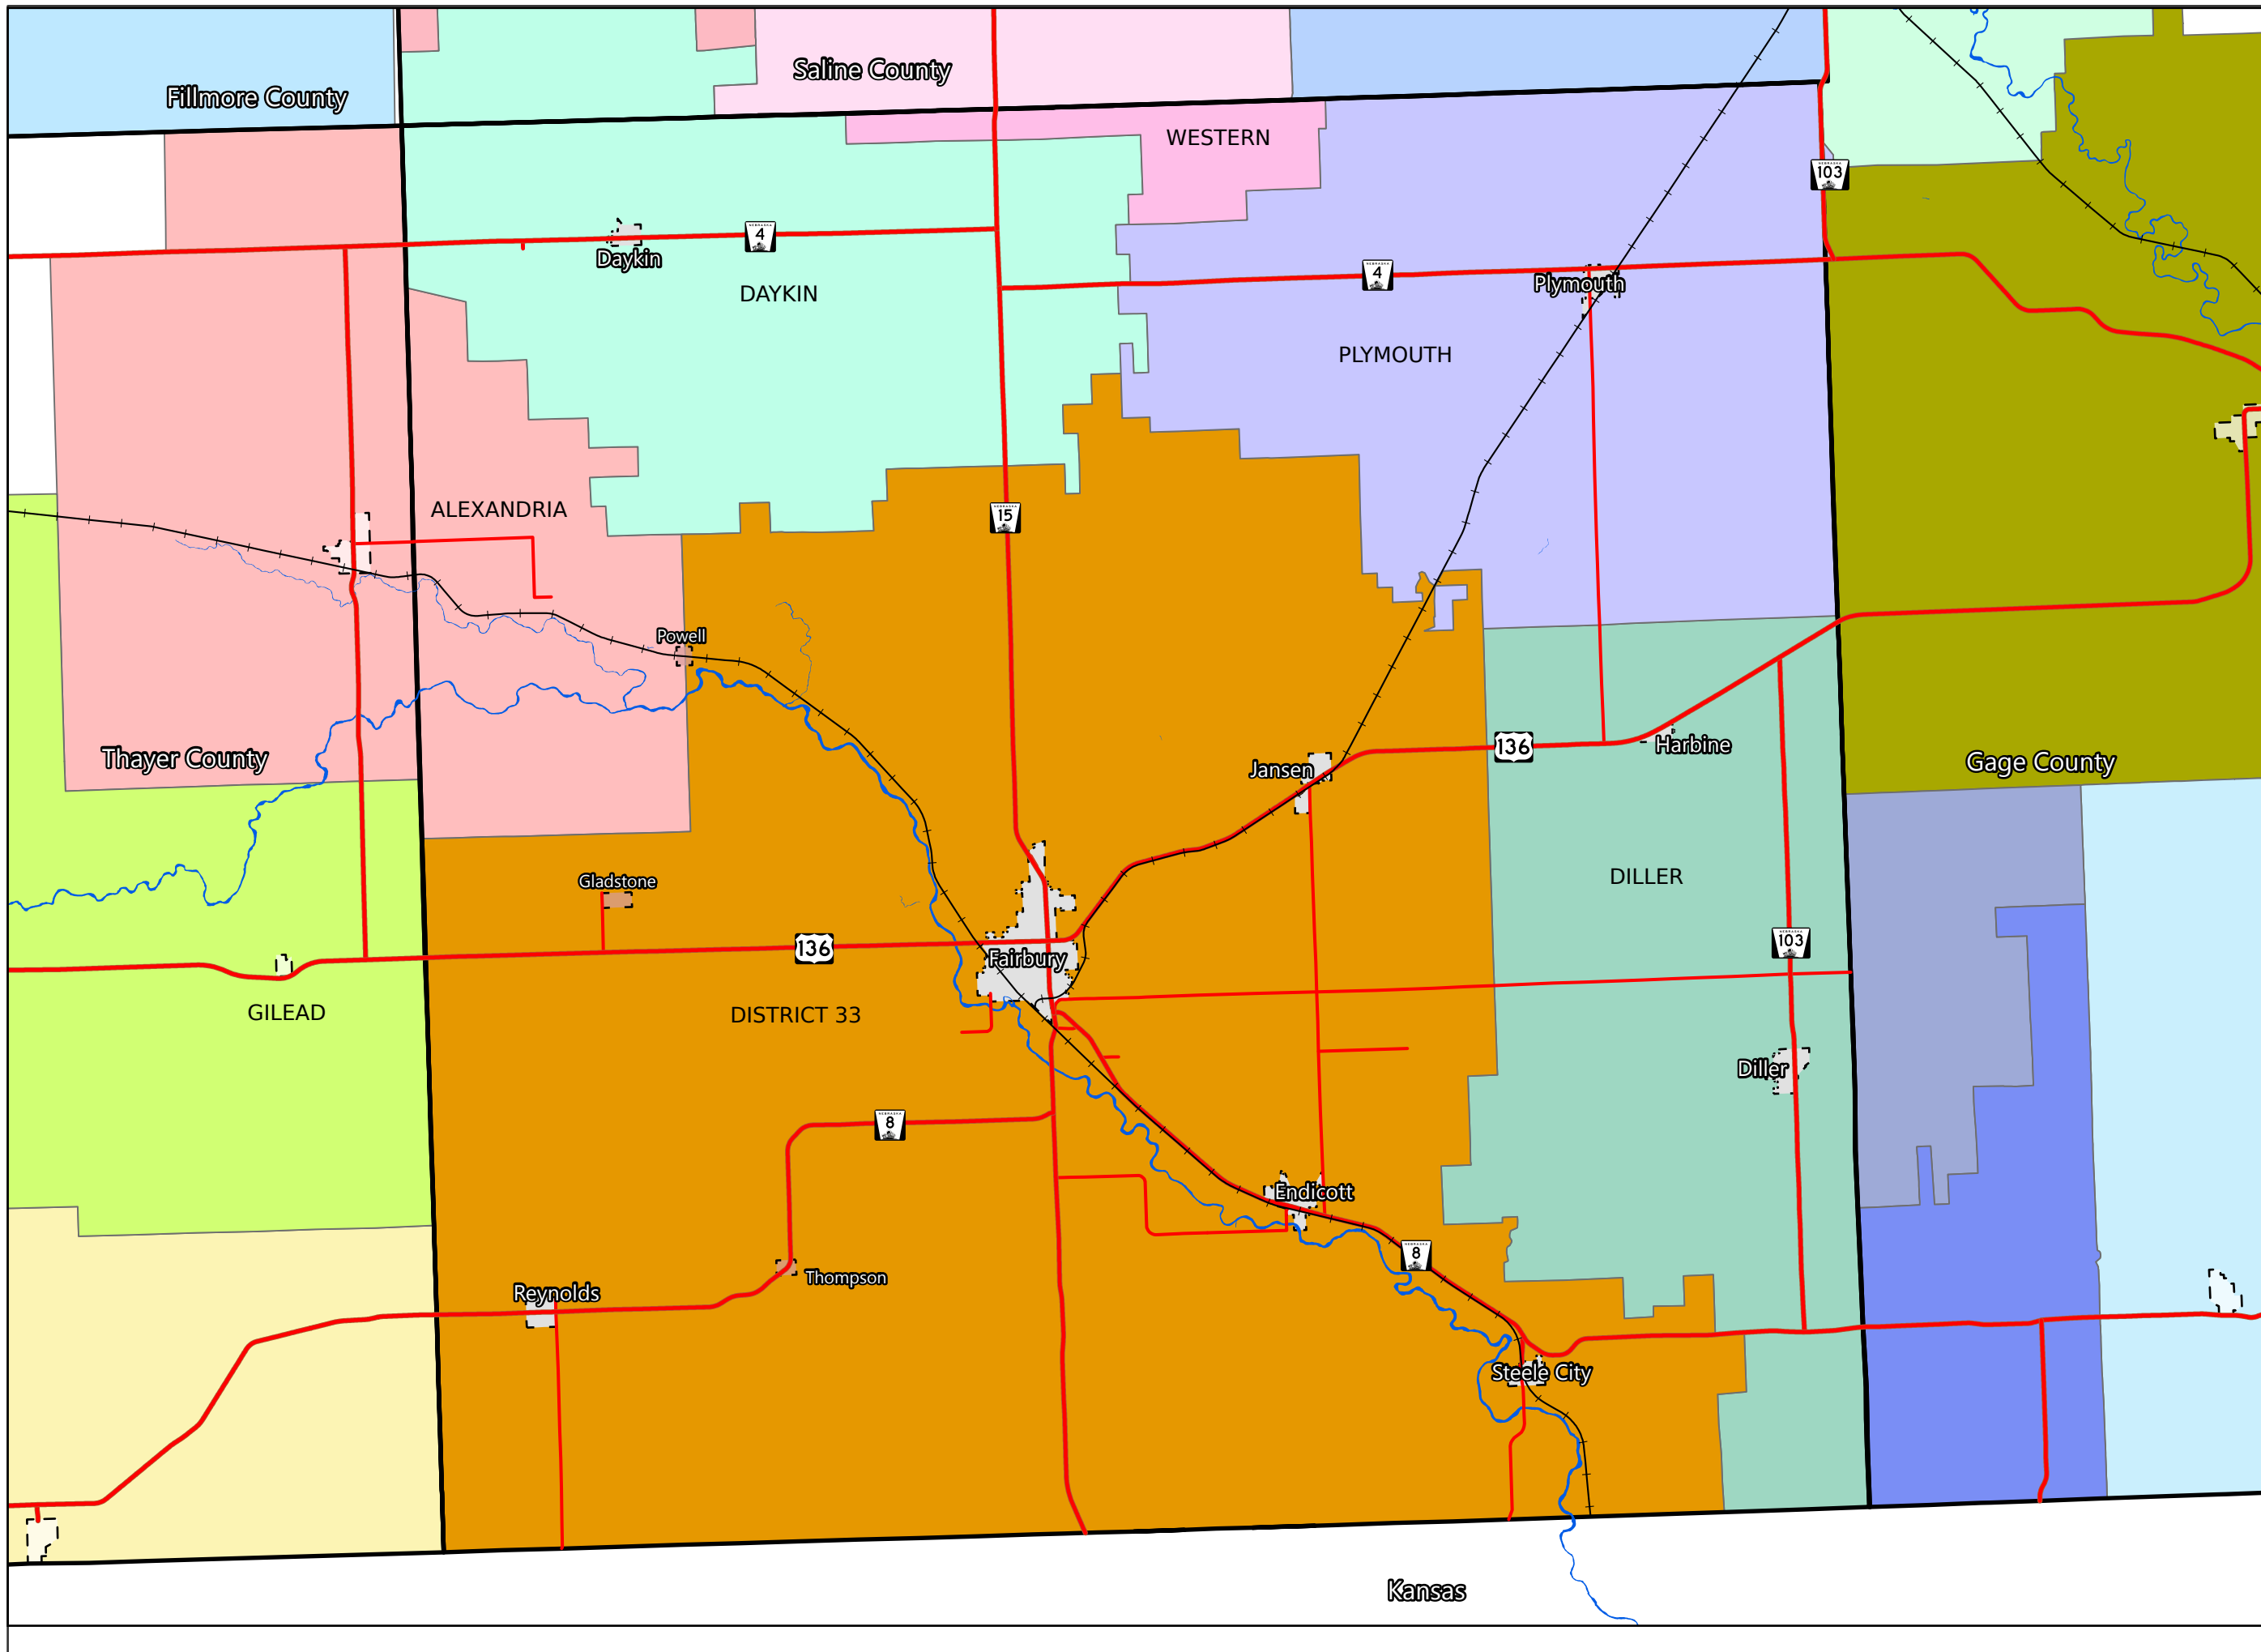 Saline County
Fillmore County
WESTERN
103
4
Daykin
4
Plymouth
DAYKIN
PLYMOUTH
ALEXANDRIA
15
Powell
136
Harbine
Thayer County
Jansen
Gage County
Gladstone
DILLER
136
103
Fairbury
GILEAD
DISTRICT 33
Diller
8
Endicott
8
Thompson
Reynolds
Steele City
Kansas